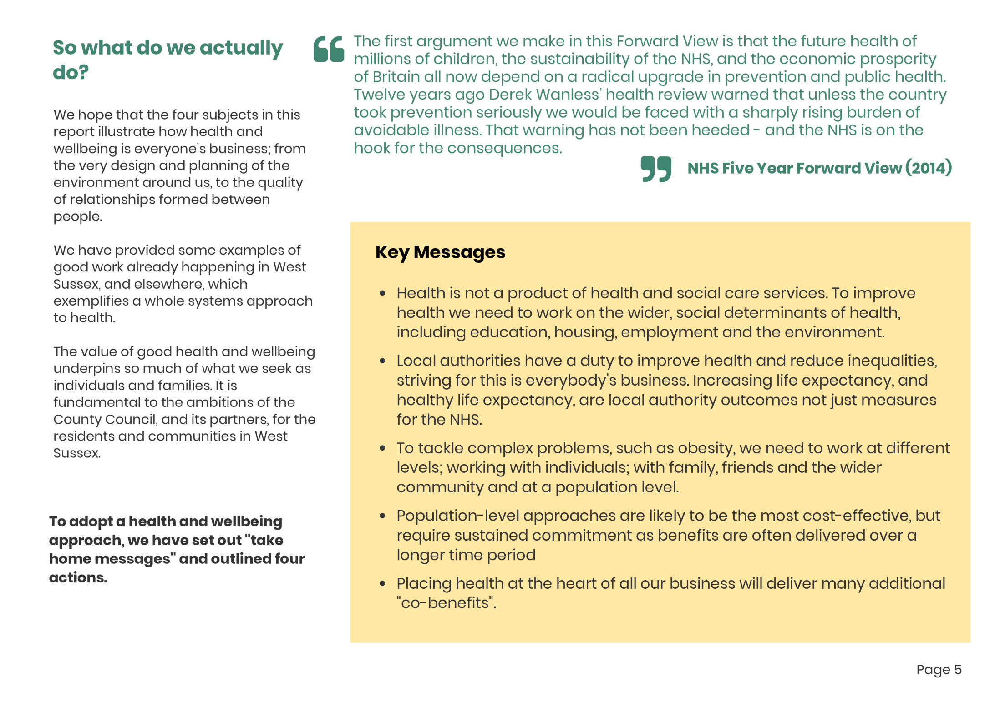 So what do we actually
do?
We hope that the four subjects in this
report illustrate how health and
wellbeing is everyone’s business; from
the very design and planning of the
environment around us, to the quality
of relationships formed between
people.
We have provided some examples of
good work already happening in West
Sussex, and elsewhere, which
exemplifies a whole systems approach
to health.
The value of good health and wellbeing
underpins so much of what we seek as
individuals and families. It is
fundamental to the ambitions of the
County Council, and its partners, for the
residents and communities in West
Sussex.
To adopt a health and wellbeing
approach, we have set out "take
home messages" and outlined four
actions.
“ The first argument we make in this Forward View is that the future health of
millions of children, the sustainability of the NHS, and the economic prosperity
of Britain all now depend on a radical upgrade in prevention and public health.
Twelve years ago Derek Wanless’ health review warned that unless the country
took prevention seriously we would be faced with a sharply rising burden of
avoidable illness. That warning has not been heeded - and the NHS is on the
hook for the consequences.
” NHS Five Year Forward View (2014)
Key Messages
• Health is not a product of health and social care services. To improve
health we need to work on the wider, social determinants of health,
including education, housing, employment and the environment.
• Local authorities have a duty to improve health and reduce inequalities,
striving for this is everybody's business. Increasing life expectancy, and
healthy life expectancy, are local authority outcomes not just measures
for the NHS.
• To tackle complex problems, such as obesity, we need to work at different
levels; working with individuals; with family, friends and the wider
community and at a population level.
• Population-level approaches are likely to be the most cost-effective, but
require sustained commitment as benefits are often delivered over a
longer time period
• Placing health at the heart of all our business will deliver many additional
"co-benefits".
Page 5